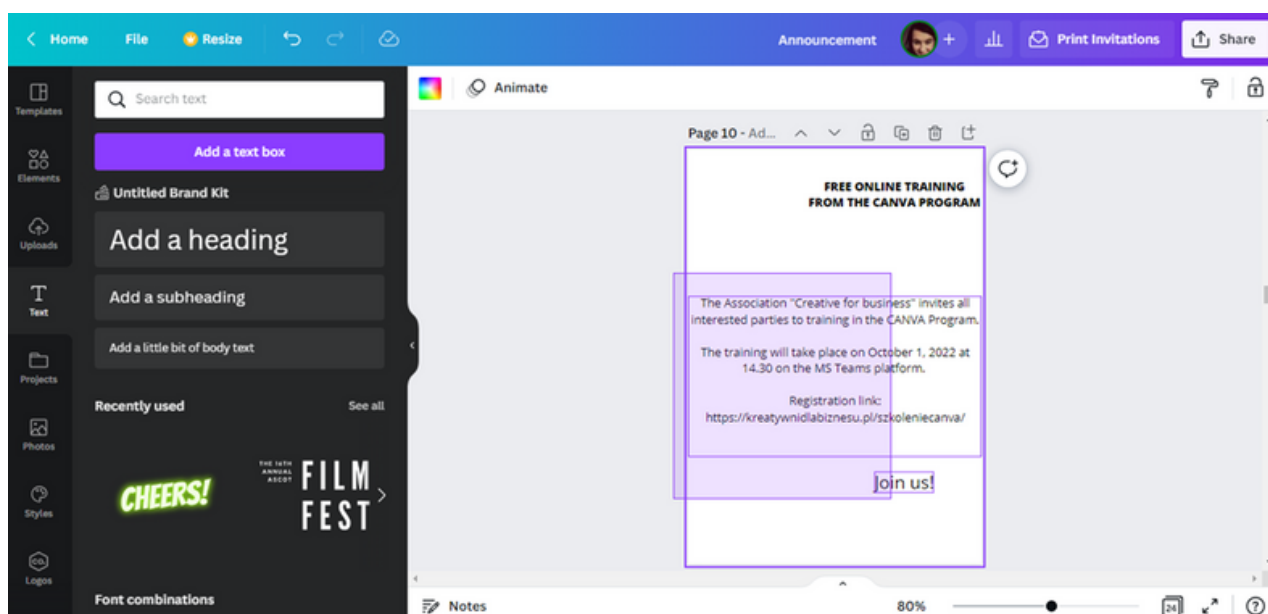 Home File Resize Announcement + Print Invitations Share
Templates
Elements
Uploads
Text
Projects
Photos
Styles
CO.
Logos
Search text
Add a text box
Untitled Brand Kit
Add a heading
Add a subheading
Add a little bit of body text
Recently used See all
CHEERS!
THE 16TH
ANNUAL
ASCOT
FILM
FEST
Font combinations
Animate
Page 10 - Ad...
FREE ONLINE TRAINING
FROM THE CANVA PROGRAM
The Association "Creative for business" invites all
interested parties to training in the CANVA Program.
The training will take place on October 1, 2022 at
14.30 on the MS Teams platform.
Registration link:
https://kreatywnidlabiznesu.pl/szkoleniecanva/
Join us!
Notes 80% 24 ?